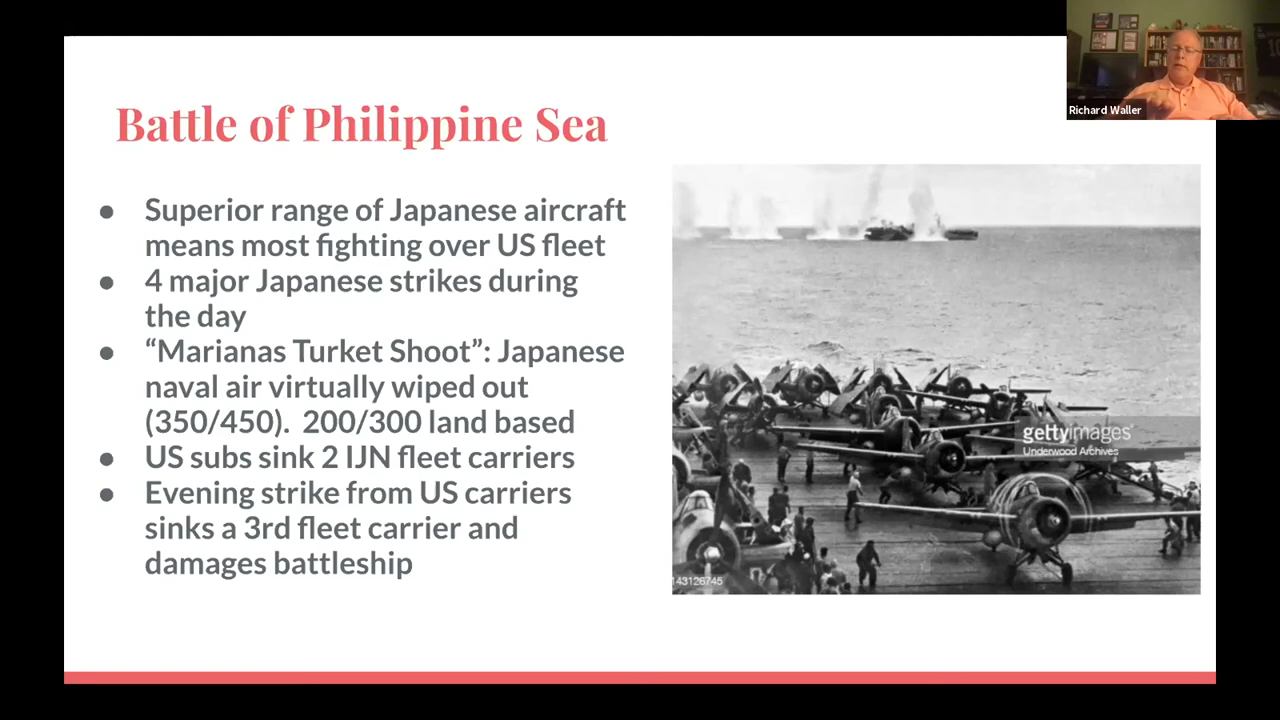 Richard Waller
Battle of Philippine Sea
● Superior range of Japanese aircraft
means most fighting over US fleet
● 4 major Japanese strikes during
the day
● “Marianas Turket Shoot”: Japanese
naval air virtually wiped out
(350/450).  200/300 land based
● US subs sink 2 IJN fleet carriers
● Evening strike from US carriers
sinks a 3rd fleet carrier and
damages battleship
gettyimages®
Underwood Archives
143126745